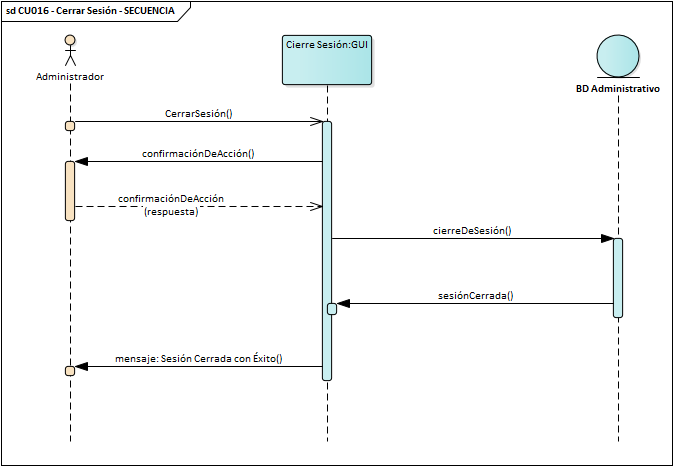 sd CU016 - Cerrar Sesión - SECUENCIA
Cierre Sesión:GUI
Administrador
BD Administrativo
CerrarSesión()
confirmaciónDeAcción()
confirmaciónDeAcción
(respuesta)
cierreDeSesión()
sesiónCerrada()
mensaje: Sesión Cerrada con Éxito()